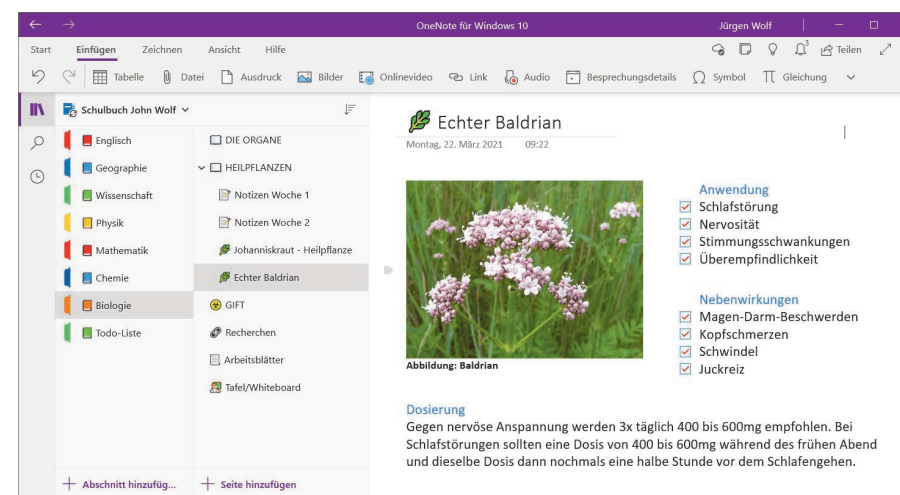 OneNote für Windows 10
Jürgen Wolf
Start Einfügen Zeichnen Ansicht Hilfe
3 Teilen
Tabelle Datei Ausdruck Bilder Onlinevideo Link Audio Besprechungsdetails Symbol Gleichung
Schulbuch John Wolf
Englisch
Geographie
Wissenschaft
Physik
Mathematik
Chemie
Biologie
Todo-Liste
Abschnitt hinzufüg...
DIE ORGANE
HEILPFLANZEN
Notizen Woche 1
Notizen Woche 2
Johanniskraut - Heilpflanze
Echter Baldrian
GIFT
Recherchen
Arbeitsblätter
Tafel/Whiteboard
Seite hinzufügen
Echter Baldrian
Montag, 22. März 2021 09:22
Abbildung: Baldrian
Anwendung
Schlafstörung
Nervosität
Stimmungsschwankungen
Überempfindlichkeit
Nebenwirkungen
Magen-Darm-Beschwerden
Kopfschmerzen
Schwindel
Juckreiz
Dosierung
Gegen nervöse Anspannung werden 3x täglich 400 bis 600mg empfohlen. Bei
Schlafstörungen sollten eine Dosis von 400 bis 600mg während des frühen Abend
und dieselbe Dosis dann nochmals eine halbe Stunde vor dem Schlafengehen.